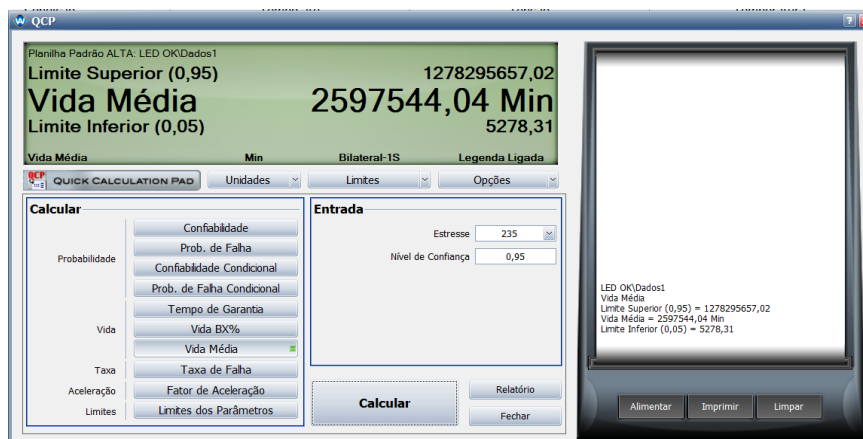 QCP
Planilha Padrão ALTA: LED OK\Dados1
Limite Superior (0,95) 1278295657,02
Vida Média 2597544,04 Min
Limite Inferior (0,05) 5278,31
Vida Média Min Bilateral-1S Legenda Ligada
QCP QUICK CALCULATION PAD Unidades Limites Opções
Calcular
Probabilidade
Confiabilidade
Prob. de Falha
Confiabilidade Condicional
Prob. de Falha Condicional
Vida
Tempo de Garantia
Vida BX%
Vida Média
Taxa Taxa de Falha
Aceleração Fator de Aceleração
Limites Limites dos Parâmetros
Entrada
Estresse 235
Nível de Confiança 0,95
Calcular
Relatório
Fechar
LED OK\Dados1
Vida Média
Limite Superior (0,95) = 1278295657,02
Vida Média = 2597544,04 Min
Limite Inferior (0,05) = 5278,31
Alimentar Imprimir Limpar